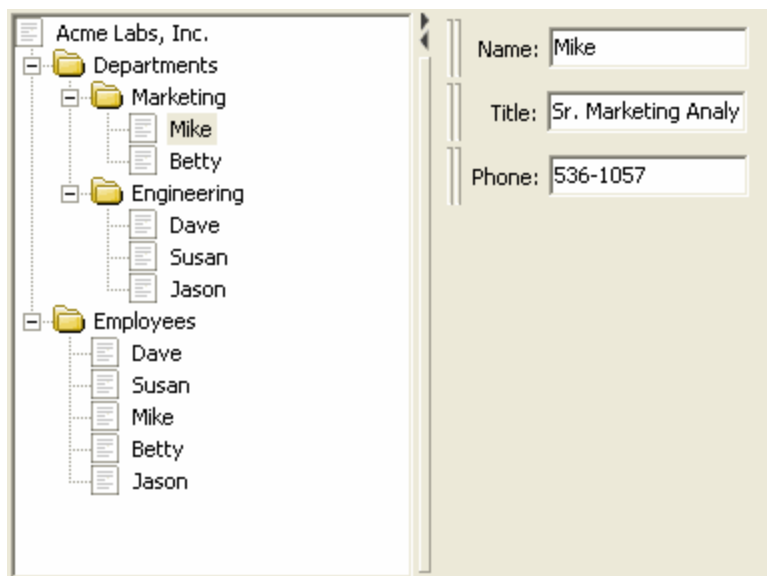 Acme Labs, Inc.
Departments
Marketing
Mike
Betty
Engineering
Dave
Susan
Jason
Employees
Dave
Susan
Mike
Betty
Jason
Name: Mike
Title: Sr. Marketing Analy
Phone: 536-1057